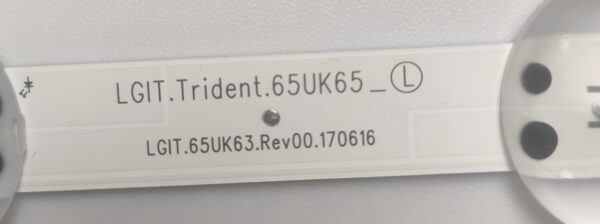 LGIT.Trident.65UK65_Ⓛ
LGIT.65UK63.Rev00.170616